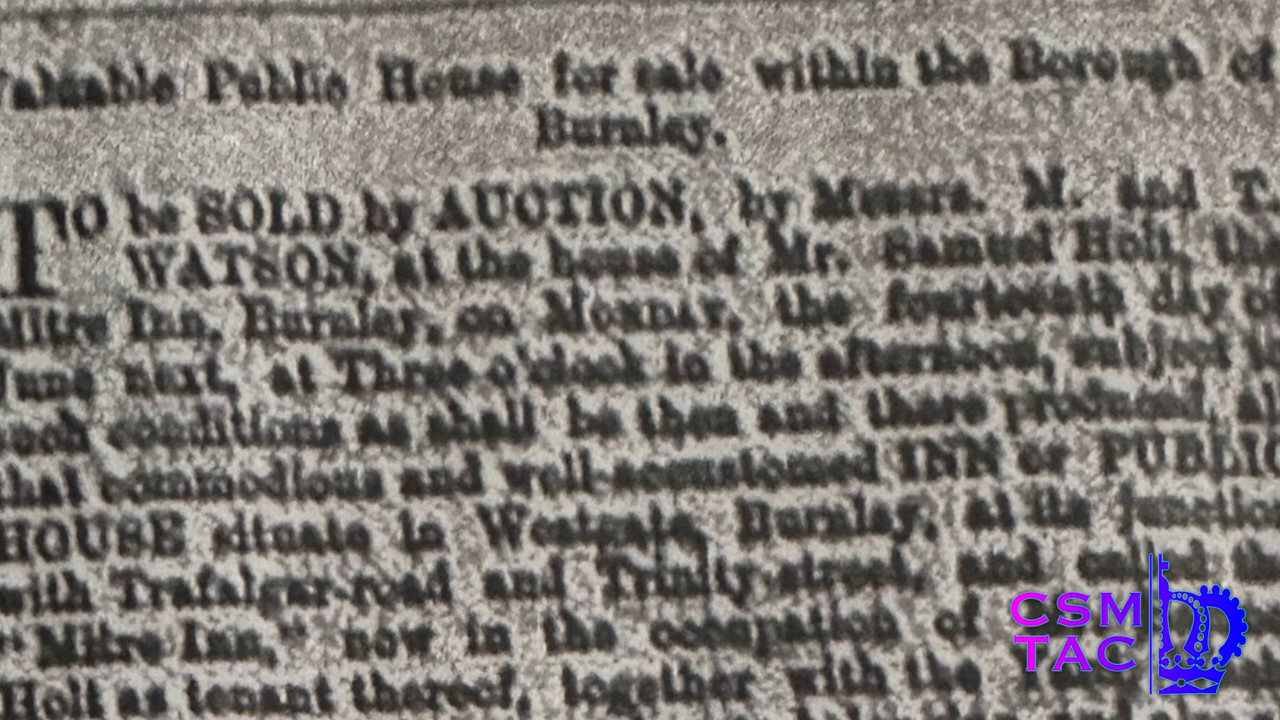 aluable Public House for sale within the Borough of
Burnley.
TO be SOLD by AUCTION, by Messrs. M. and T.
WATSON, at the house of Mr. Samuel Holt, the
Mitre Inn, Burnley, on MONDAY, the fourteenth day of
June next, at Three o'clock in the afternoon, subject to
such conditions as shall be then and there produced, all
that commodious and well-accustomed INN or PUBLIC
HOUSE situate in Westgate, Burnley, at the junction
with Trafalgar-road and Trinity-street, and called the
"Mitre Inn," now in the occupation of
Holt as tenant thereof, together with the
CSM
TAC